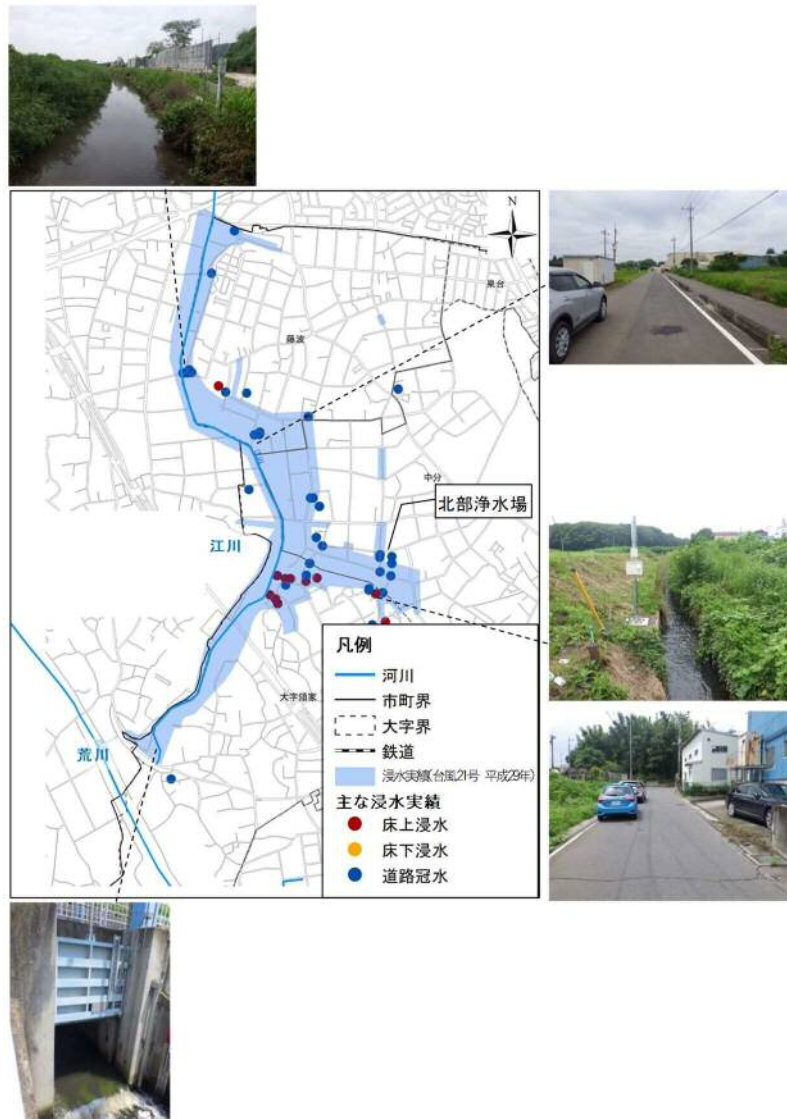 N
泉台
藤波
中分
北部浄水場
江川
大字領家
荒川
凡例
河川
市町界
大字界
鉄道
浸水実績(台風21号 平成29年)
主な浸水実績
床上浸水
床下浸水
道路冠水